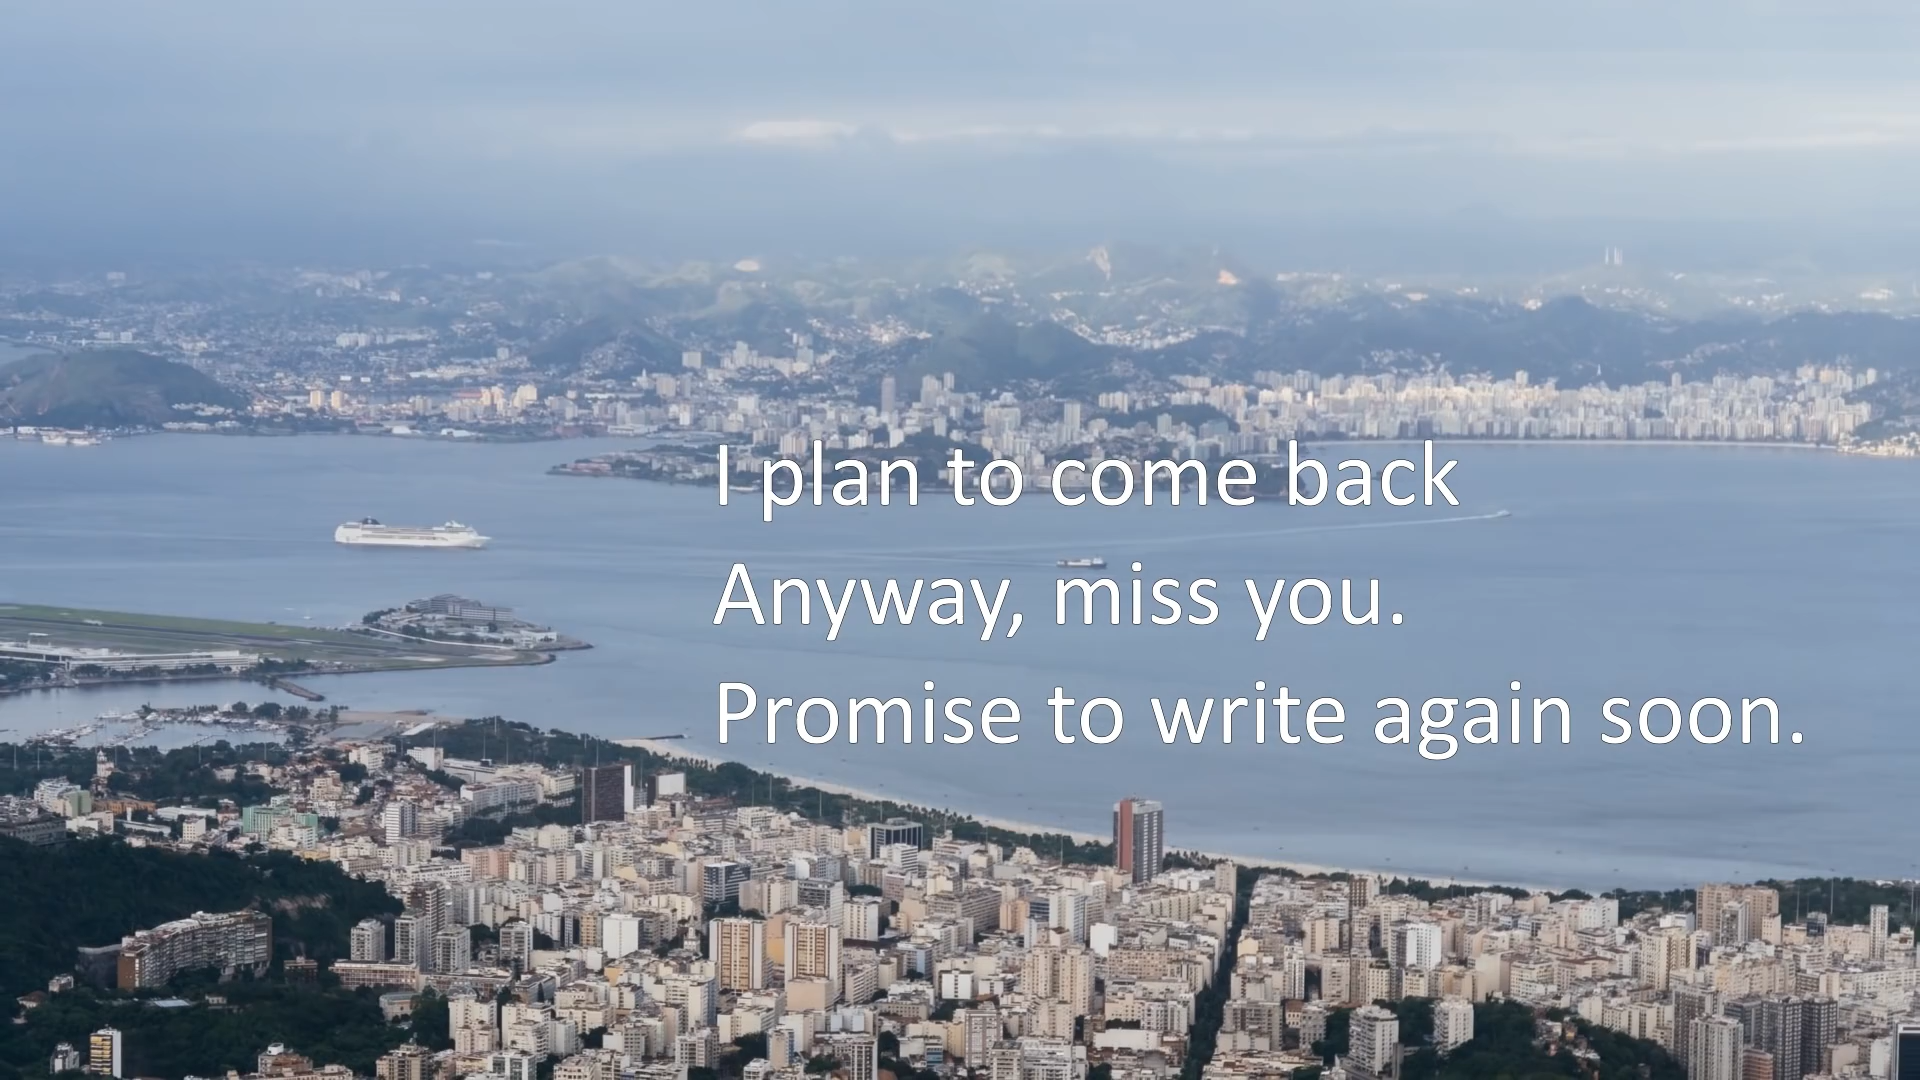 I plan to come back
Anyway, miss you.
Promise to write again soon.